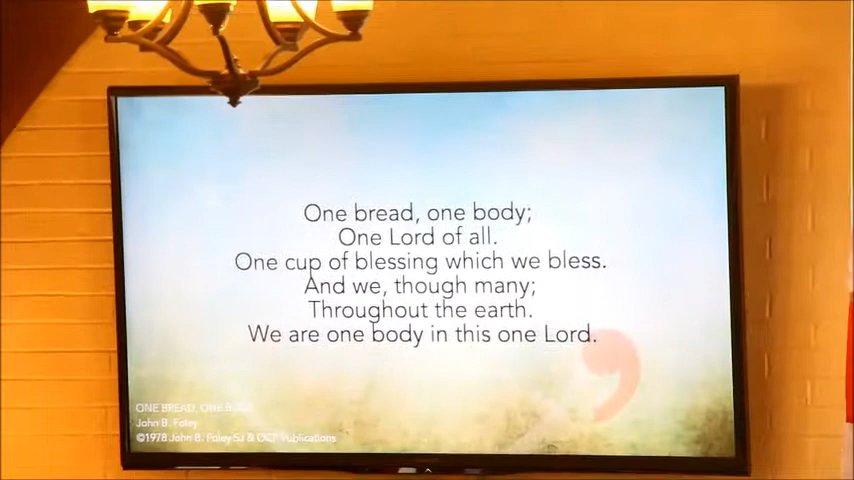 One bread, one body;
One Lord of all.
One cup of blessing which we bless.
And we, though many;
Throughout the earth.
We are one body in this one Lord.
ONE BREAD, ONE BODY
John B. Foley
©1978 John B. Foley SJ & OCP Publications